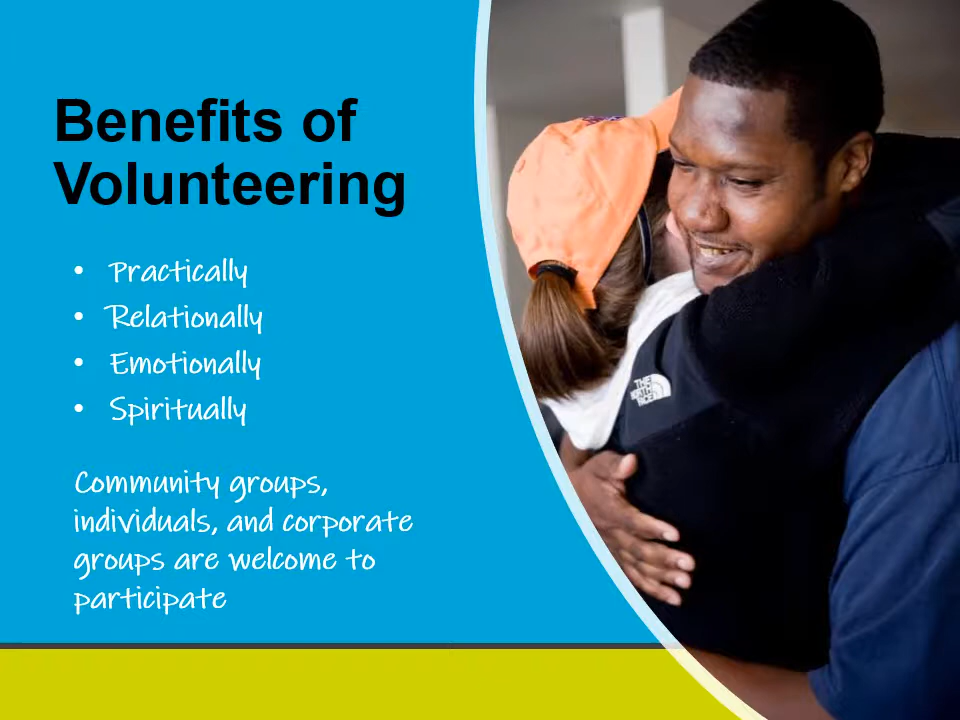 Benefits of
Volunteering
• Practically
• Relationally
• Emotionally
• Spiritually
Community groups,
individuals, and corporate
groups are welcome to
participate
THE
NORTH
FACE